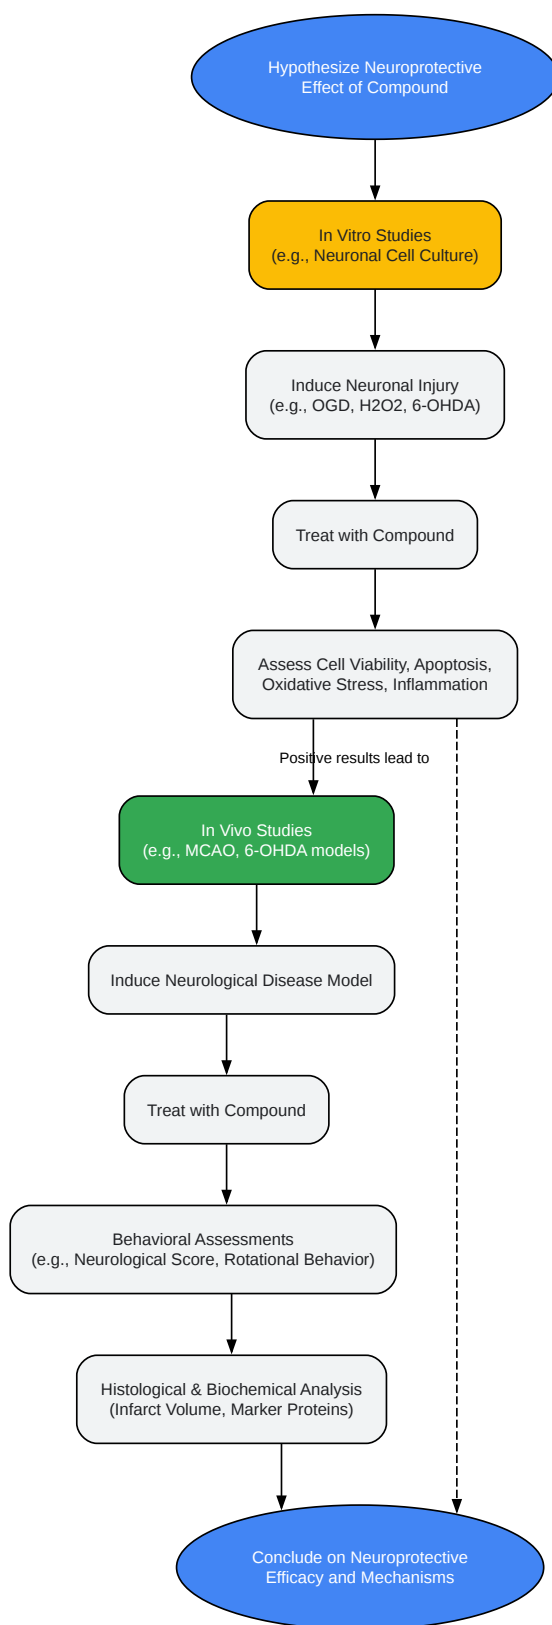 Hypothesize Neuroprotective
Effect of Compound
In Vitro Studies
(e.g., Neuronal Cell Culture)
Induce Neuronal Injury
(e.g., OGD, H2O2, 6-OHDA)
Treat with Compound
Assess Cell Viability, Apoptosis,
Oxidative Stress, Inflammation
Positive results lead to
In Vivo Studies
(e.g., MCAO, 6-OHDA models)
Induce Neurological Disease Model
Treat with Compound
Behavioral Assessments
(e.g., Neurological Score, Rotational Behavior)
Histological & Biochemical Analysis
(Infarct Volume, Marker Proteins)
Conclude on Neuroprotective
Efficacy and Mechanisms